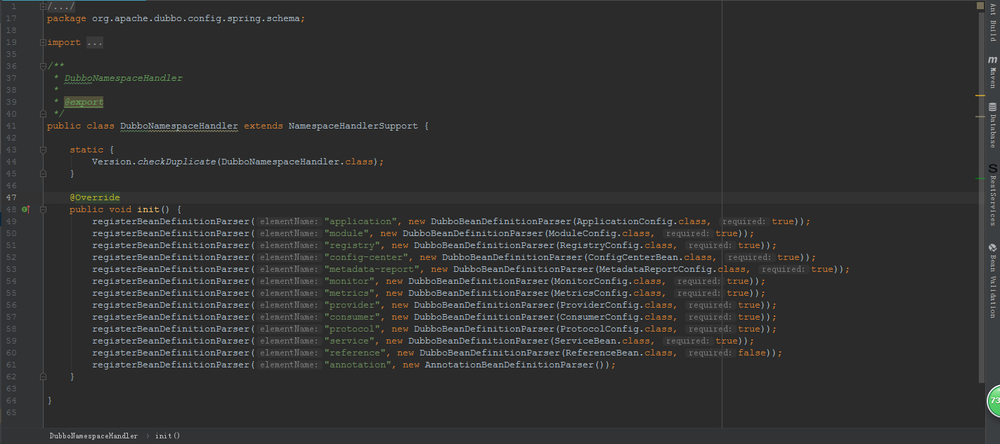 1 /.../
17 package org.apache.dubbo.config.spring.schema;
18
19 import ...
35
36 /**
37 * DubboNamespaceHandler
38 *
39 * @export
40 */
41 public class DubboNamespaceHandler extends NamespaceHandlerSupport {
42
43 static {
44 Version.checkDuplicate(DubboNamespaceHandler.class);
45 }
46
47 @Override
48 public void init() {
49 registerBeanDefinitionParser( elementName: "application", new DubboBeanDefinitionParser(ApplicationConfig.class, required: true));
50 registerBeanDefinitionParser( elementName: "module", new DubboBeanDefinitionParser(ModuleConfig.class, required: true));
51 registerBeanDefinitionParser( elementName: "registry", new DubboBeanDefinitionParser(RegistryConfig.class, required: true));
52 registerBeanDefinitionParser( elementName: "config-center", new DubboBeanDefinitionParser(ConfigCenterBean.class, required: true));
53 registerBeanDefinitionParser( elementName: "metadata-report", new DubboBeanDefinitionParser(MetadataReportConfig.class, required: true));
54 registerBeanDefinitionParser( elementName: "monitor", new DubboBeanDefinitionParser(MonitorConfig.class, required: true));
55 registerBeanDefinitionParser( elementName: "metrics", new DubboBeanDefinitionParser(MetricsConfig.class, required: true));
56 registerBeanDefinitionParser( elementName: "provider", new DubboBeanDefinitionParser(ProviderConfig.class, required: true));
57 registerBeanDefinitionParser( elementName: "consumer", new DubboBeanDefinitionParser(ConsumerConfig.class, required: true));
58 registerBeanDefinitionParser( elementName: "protocol", new DubboBeanDefinitionParser(ProtocolConfig.class, required: true));
59 registerBeanDefinitionParser( elementName: "service", new DubboBeanDefinitionParser(ServiceBean.class, required: true));
60 registerBeanDefinitionParser( elementName: "reference", new DubboBeanDefinitionParser(ReferenceBean.class, required: false));
61 registerBeanDefinitionParser( elementName: "annotation", new AnnotationBeanDefinitionParser());
62 }
63
64 }
65
DubboNamespaceHandler › init()
Ant Build
m Maven
Database
S RestServices
Bean Validation
73